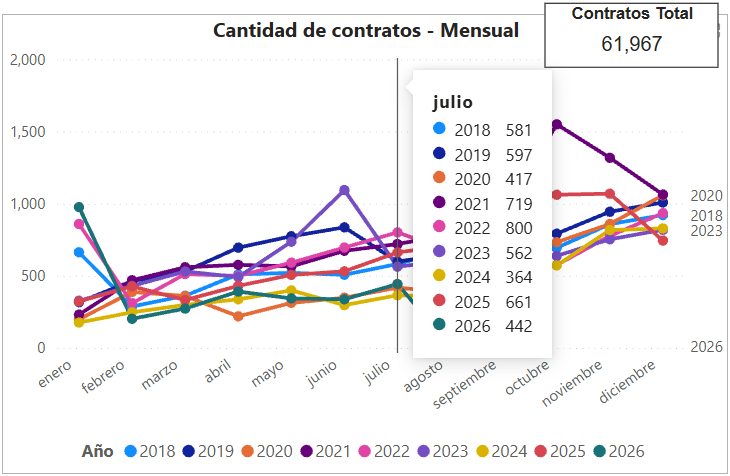 Cantidad de contratos - Mensual
Contratos Total
61,967
2,000
1,500
1,000
500
0
julio
2018 581
2019 597
2020 417
2021 719
2022 800
2023 562
2024 364
2025 661
2026 442
2020
2018
2023
2026
enero
febrero
marzo
abril
mayo
junio
julio
agosto
septiembre
octubre
noviembre
diciembre
Año 2018 2019 2020 2021 2022 2023 2024 2025 2026